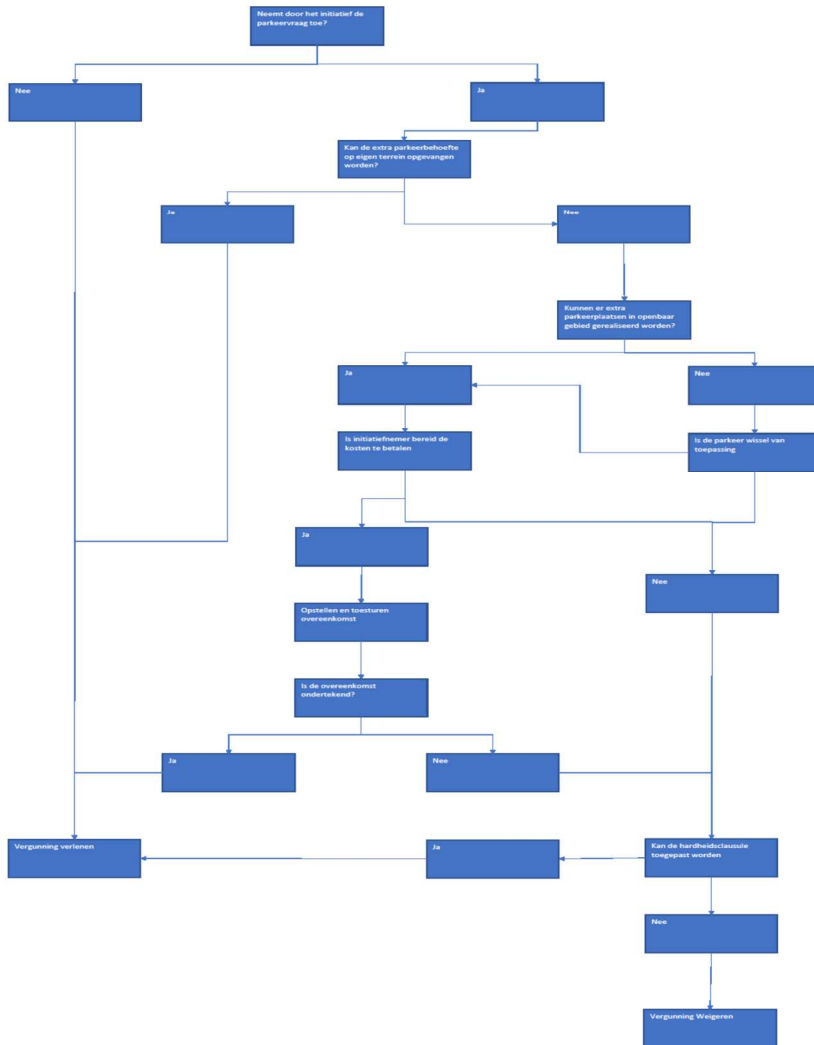 Neemt door het initiatief de
parkeervraag toe?
Nee
Ja
Kan de extra parkeerbehoefte
op eigen terrein opgevangen
worden?
Ja
Nee
Kunnen er extra
parkeerplaatsen in openbaar
gebied gerealiseerd worden?
Ja
Nee
Is initiatiefnemer bereid de
kosten te betalen
Is de parkeer wissel van
toepassing
Ja
Nee
Opstellen en toesturen
overeenkomst
Is de overeenkomst
ondertekend?
Ja
Nee
Vergunning verlenen
Ja
Kan de hardheidsclausule
toegepast worden
Nee
Vergunning Weigeren